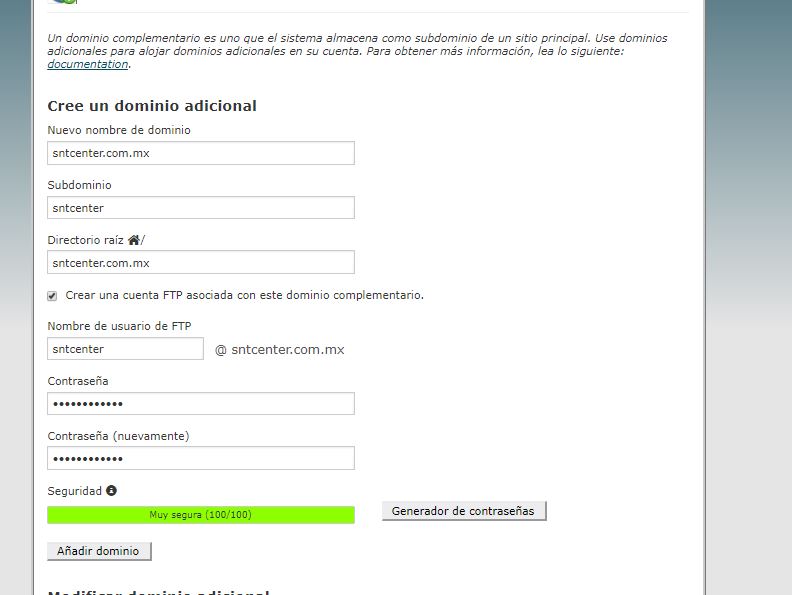 Un dominio complementario es uno que el sistema almacena como subdominio de un sitio principal. Use dominios
adicionales para alojar dominios adicionales en su cuenta. Para obtener más información, lea lo siguiente:
documentation.
Cree un dominio adicional
Nuevo nombre de dominio
sntcenter.com.mx
Subdominio
sntcenter
Directorio raíz /
sntcenter.com.mx
Crear una cuenta FTP asociada con este dominio complementario.
Nombre de usuario de FTP
sntcenter @ sntcenter.com.mx
Contraseña
••••••••••••
Contraseña (nuevamente)
••••••••••••
Seguridad
Muy segura (100/100) Generador de contraseñas
Añadir dominio
Modificar dominio adicional